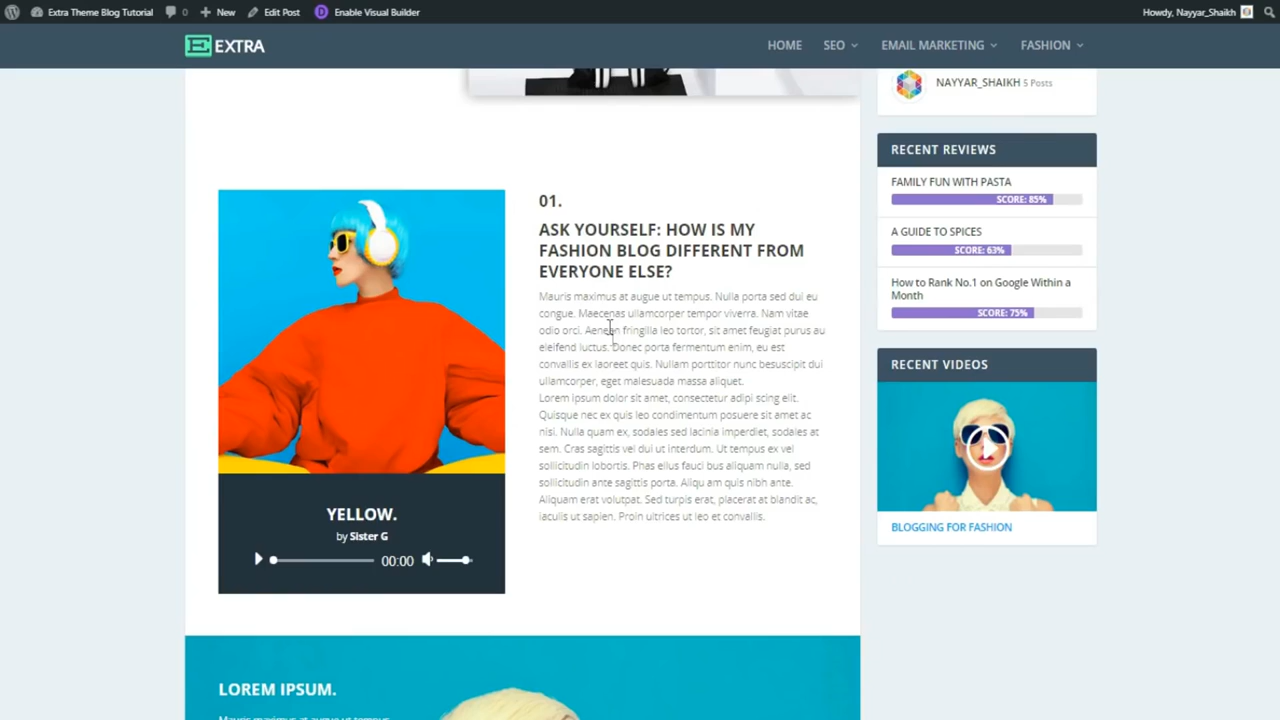 Extra Theme Blog Tutorial 0 New Edit Post Enable Visual Builder Howdy, Nayyar_Shaikh
EXTRA HOME SEO EMAIL MARKETING FASHION
01.
ASK YOURSELF: HOW IS MY
FASHION BLOG DIFFERENT FROM
EVERYONE ELSE?
Mauris maximus at augue ut tempus. Nulla porta sed dui eu
congue. Maecenas ullamcorper tempor viverra. Nam vitae
odio orci. Aenean fringilla leo tortor, sit amet feugiat purus au
eleifend luctus. Donec porta fermentum enim, eu est
convallis ex laoreet quis. Nullam porttitor nunc besuscipit dui
ullamcorper, eget malesuada massa aliquet.
Lorem ipsum dolor sit amet, consectetur adipi scing elit.
Quisque nec ex quis leo condimentum posuere sit amet ac
nisi. Nulla quam ex, sodales sed lacinia imperdiet, sodales at
sem. Cras sagittis vel dui ut interdum. Ut tempus ex vel
sollicitudin lobortis. Phas ellus fauci bus aliquam nulla, sed
sollicitudin ante sagittis porta. Aliqu am quis nibh ante.
Aliquam erat volutpat. Sed turpis erat, placerat at blandit ac,
iaculis ut sapien. Proin ultrices ut leo et convallis.
YELLOW.
by Sister G
00:00
LOREM IPSUM.
Mauris maximus at augue ut tempus.
NAYYAR_SHAIKH 5 Posts
RECENT REVIEWS
FAMILY FUN WITH PASTA
SCORE: 85%
A GUIDE TO SPICES
SCORE: 63%
How to Rank No.1 on Google Within a
Month
SCORE: 75%
RECENT VIDEOS
BLOGGING FOR FASHION